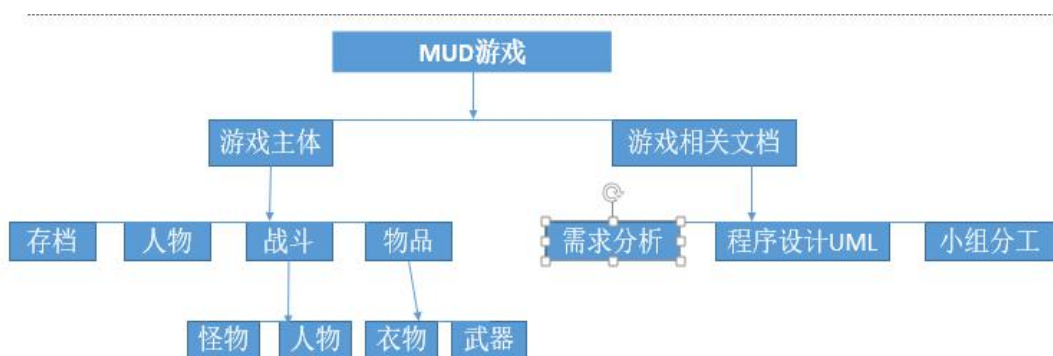 MUD游戏
游戏主体 游戏相关文档
存档 人物 战斗 物品 需求分析 程序设计UML 小组分工
怪物 人物 衣物 武器